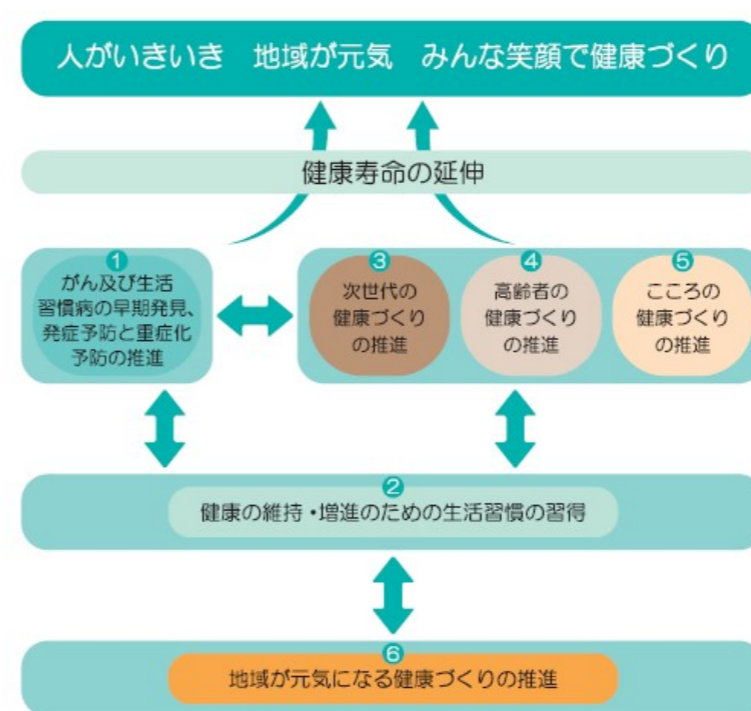 人がいきいき　地域が元気　みんな笑顔で健康づくり
健康寿命の延伸
①
がん及び生活
習慣病の早期発見、
発症予防と重症化
予防の推進
③
次世代の
健康づくり
の推進
④
高齢者の
健康づくり
の推進
⑤
こころの
健康づくり
の推進
②
健康の維持・増進のための生活習慣の習得
⑥
地域が元気になる健康づくりの推進